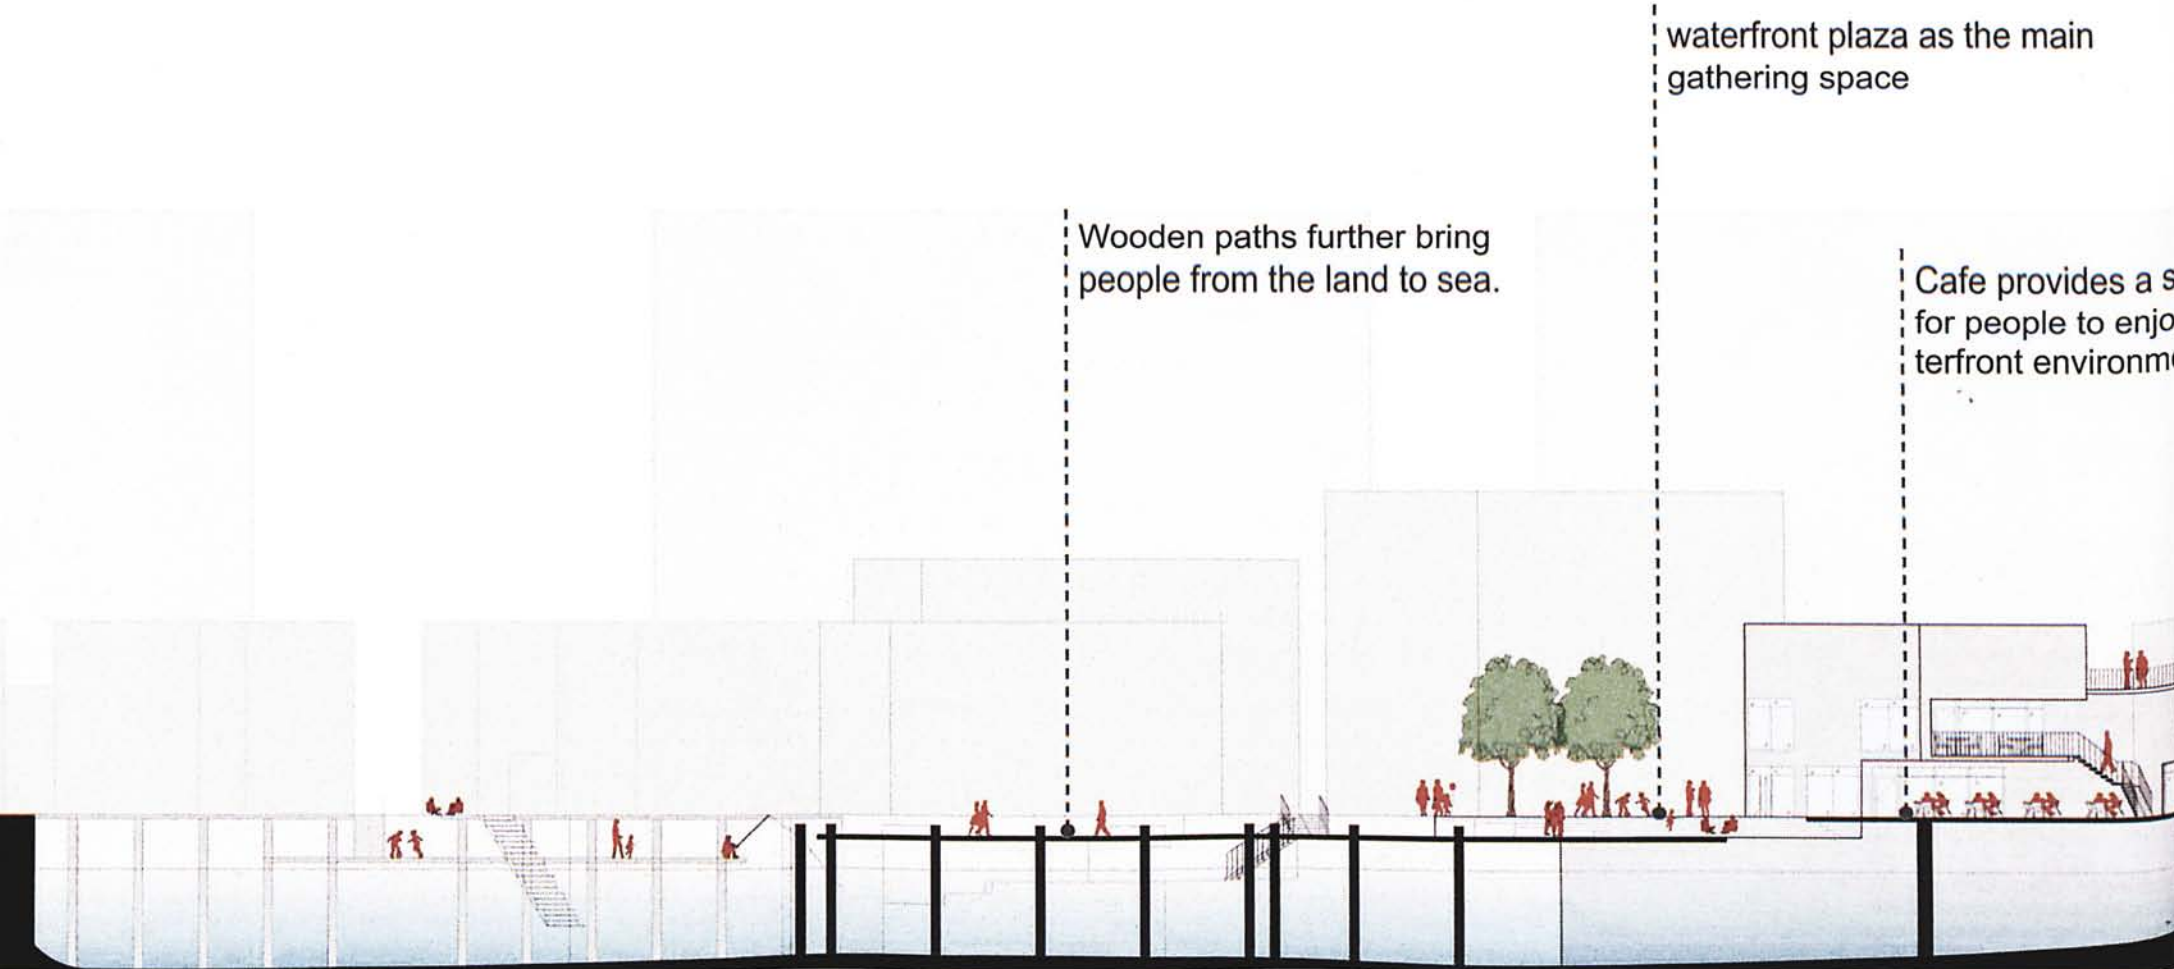 waterfront plaza as the main
gathering space
Wooden paths further bring
people from the land to sea.
Cafe provides a
for people to
terfront